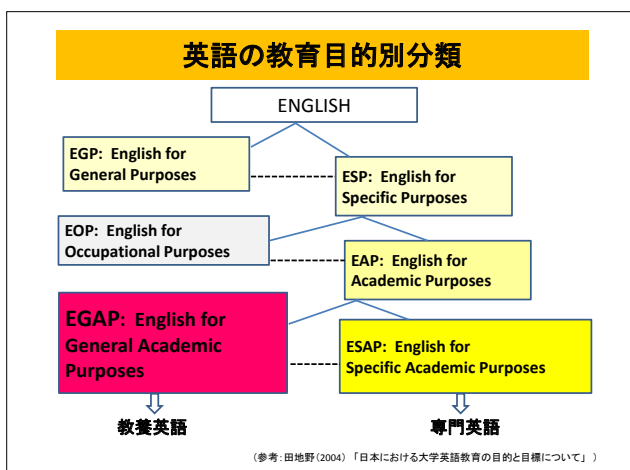 英語の教育目的別分類
ENGLISH
EGP: English for
General Purposes
ESP: English for
Specific Purposes
EOP: English for
Occupational Purposes
EAP: English for
Academic Purposes
EGAP: English for
General Academic
Purposes
ESAP: English for
Specific Academic Purposes
教養英語
専門英語
(参考:田地野(2004)「日本における大学英語教育の目的と目標について」)